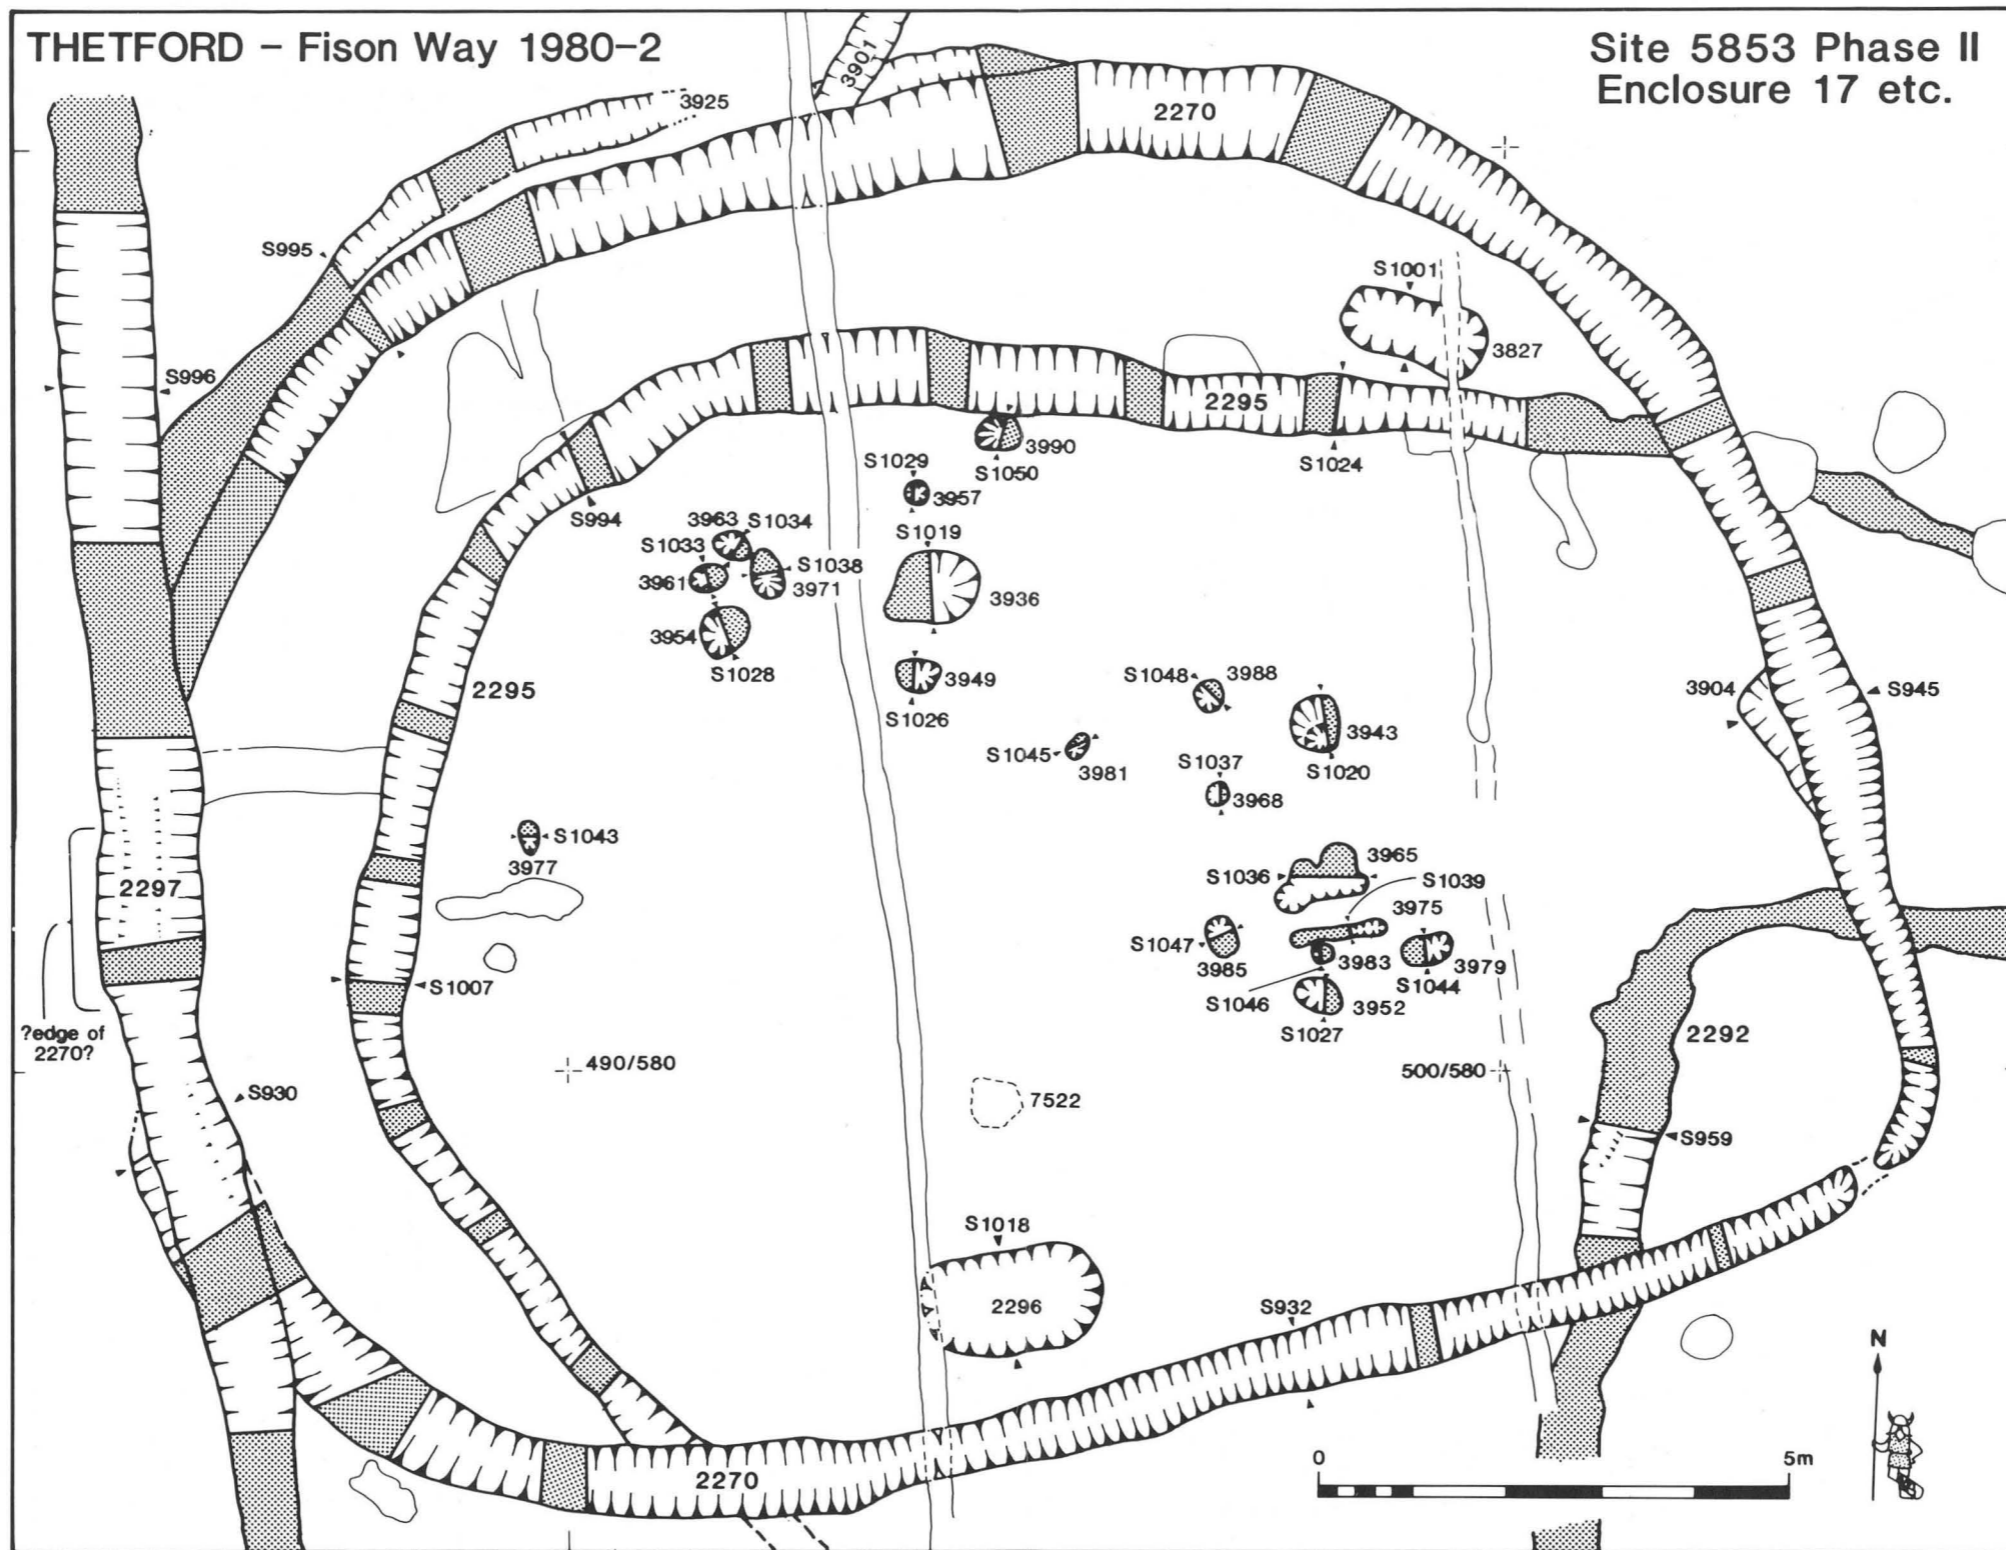 THETFORD – Fison Way 1980–2
Site 5853 Phase II
Enclosure 17 etc.
3901
3925
2270
S995
S1001
3827
S996
2295
S1024
3990
S1050
S1029
3957
S994
3963
S1034
S1033
S1038
3961
3971
3954
S1028
S1019
3936
3949
S1026
2295
S1048
3988
3943
S1020
S1045
3981
S1037
3968
3904
S945
S1043
3977
2297
S1036
3965
S1039
3975
S1047
3985
3983
3979
S1044
S1046
3952
S1027
S1007
?edge of
2270?
2292
490/580
500/580
7522
S930
S959
S1018
2296
S932
N
0
5m
2270